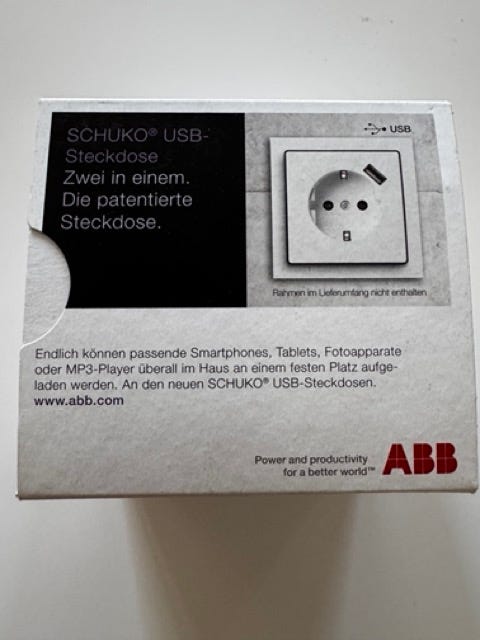 SCHUKO® USB-
Steckdose
Zwei in einem.
Die patentierte
Steckdose.
USB
Rahmen im Lieferumfang nicht enthalten
Endlich können passende Smartphones, Tablets, Fotoapparate
oder MP3-Player überall im Haus an einem festen Platz aufge-
laden werden. An den neuen SCHUKO® USB-Steckdosen.
www.abb.com
Power and productivity
for a better world™
ABB